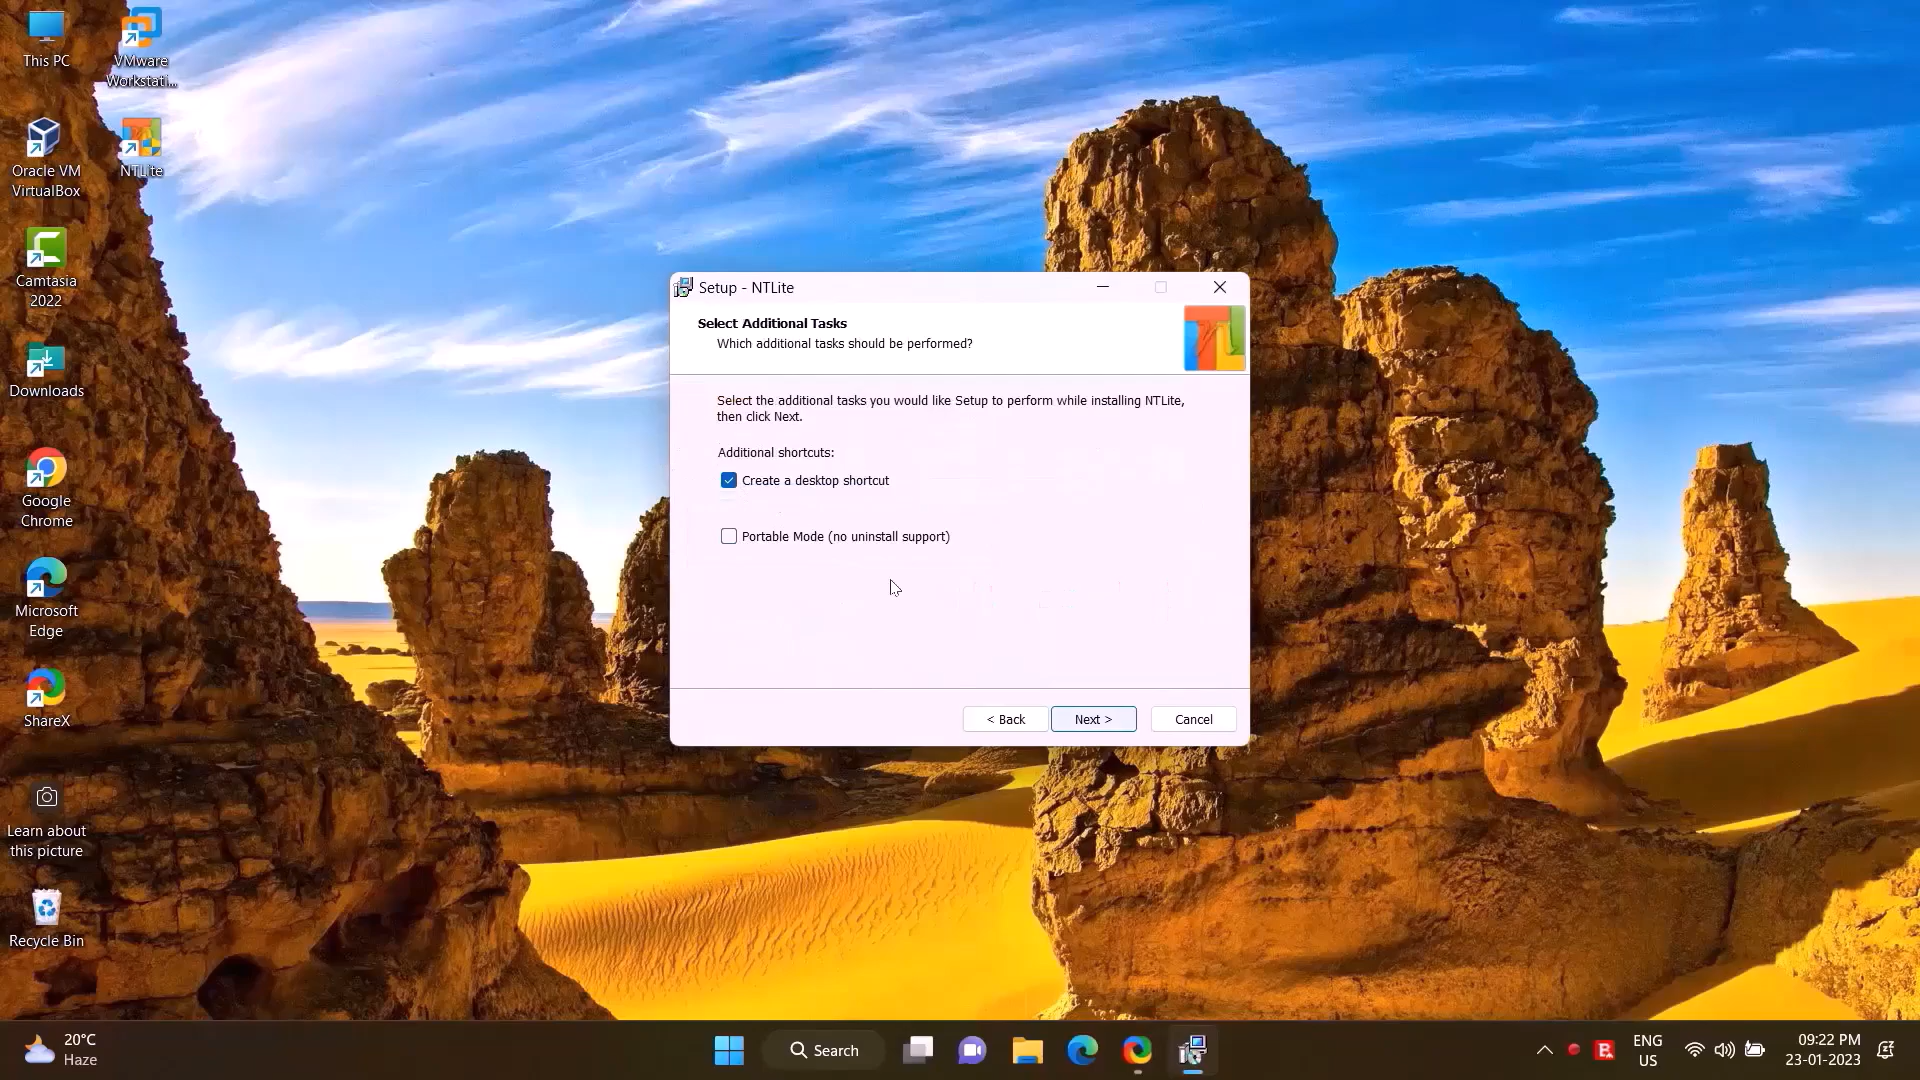 This PC
VMware
Workstati...
Oracle VM
VirtualBox
NTLite
Camtasia
2022
Downloads
Google
Chrome
Microsoft
Edge
ShareX
Learn about
this picture
Recycle Bin
Setup - NTLite
Select Additional Tasks
Which additional tasks should be performed?
Select the additional tasks you would like Setup to perform while installing NTLite,
then click Next.
Additional shortcuts:
Create a desktop shortcut
Portable Mode (no uninstall support)
< Back
Next >
Cancel
20°C
Haze
Search
ENG
US
09:22 PM
23-01-2023